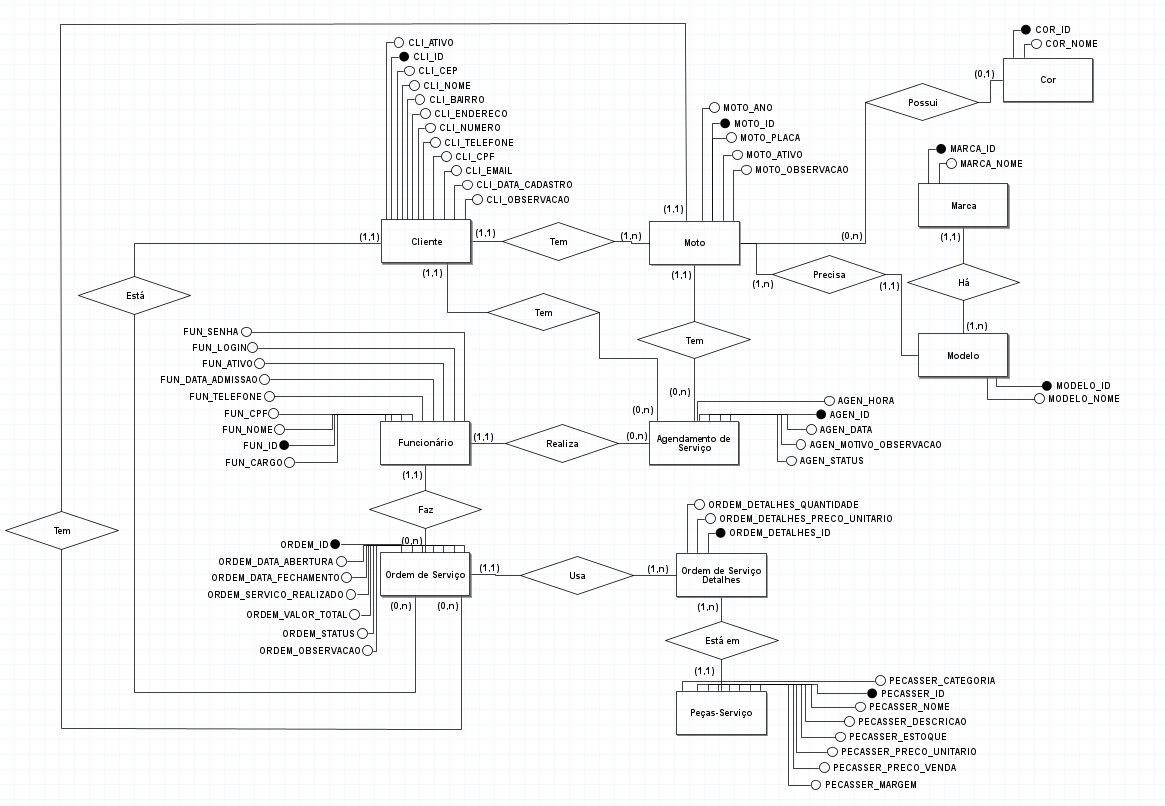 CLI_ATIVO
CLI_ID
CLI_CEP
CLI_NOME
CLI_BAIRRO
CLI_ENDERECO
CLI_NUMERO
CLI_TELEFONE
CLI_CPF
CLI_EMAIL
CLI_DATA_CADASTRO
CLI_OBSERVACAO
(1,1)
Cliente
(1,1)
(1,1)
Tem
(1,n)
MOTO_ANO
MOTO_ID
MOTO_PLACA
MOTO_ATIVO
MOTO_OBSERVACAO
(1,1)
Moto
(1,1)
(0,n)
(1,n)
Possui
(0,1)
COR_ID
COR_NOME
Cor
MARCA_ID
MARCA_NOME
Marca
(1,1)
Há
(1,n)
Precisa
(1,1)
Modelo
MODELO_ID
MODELO_NOME
Está
Tem
Tem
(0,n)
(0,n)
FUN_SENHA
FUN_LOGIN
FUN_ATIVO
FUN_DATA_ADMISSAO
FUN_TELEFONE
FUN_CPF
FUN_NOME
FUN_ID
FUN_CARGO
Funcionário
(1,1)
(1,1)
Realiza
(0,n)
Agendamento de
Serviço
AGEN_HORA
AGEN_ID
AGEN_DATA
AGEN_MOTIVO_OBSERVACAO
AGEN_STATUS
Faz
(0,n)
Tem
ORDEM_ID
ORDEM_DATA_ABERTURA
ORDEM_DATA_FECHAMENTO
ORDEM_SERVICO_REALIZADO
ORDEM_VALOR_TOTAL
ORDEM_STATUS
ORDEM_OBSERVACAO
Ordem de Serviço
(0,n)
(0,n)
(1,1)
Usa
(1,n)
ORDEM_DETALHES_QUANTIDADE
ORDEM_DETALHES_PRECO_UNITARIO
ORDEM_DETALHES_ID
Ordem de Serviço
Detalhes
(1,n)
Está em
(1,1)
Peças-Serviço
PECASSER_CATEGORIA
PECASSER_ID
PECASSER_NOME
PECASSER_DESCRICAO
PECASSER_ESTOQUE
PECASSER_PRECO_UNITARIO
PECASSER_PRECO_VENDA
PECASSER_MARGEM